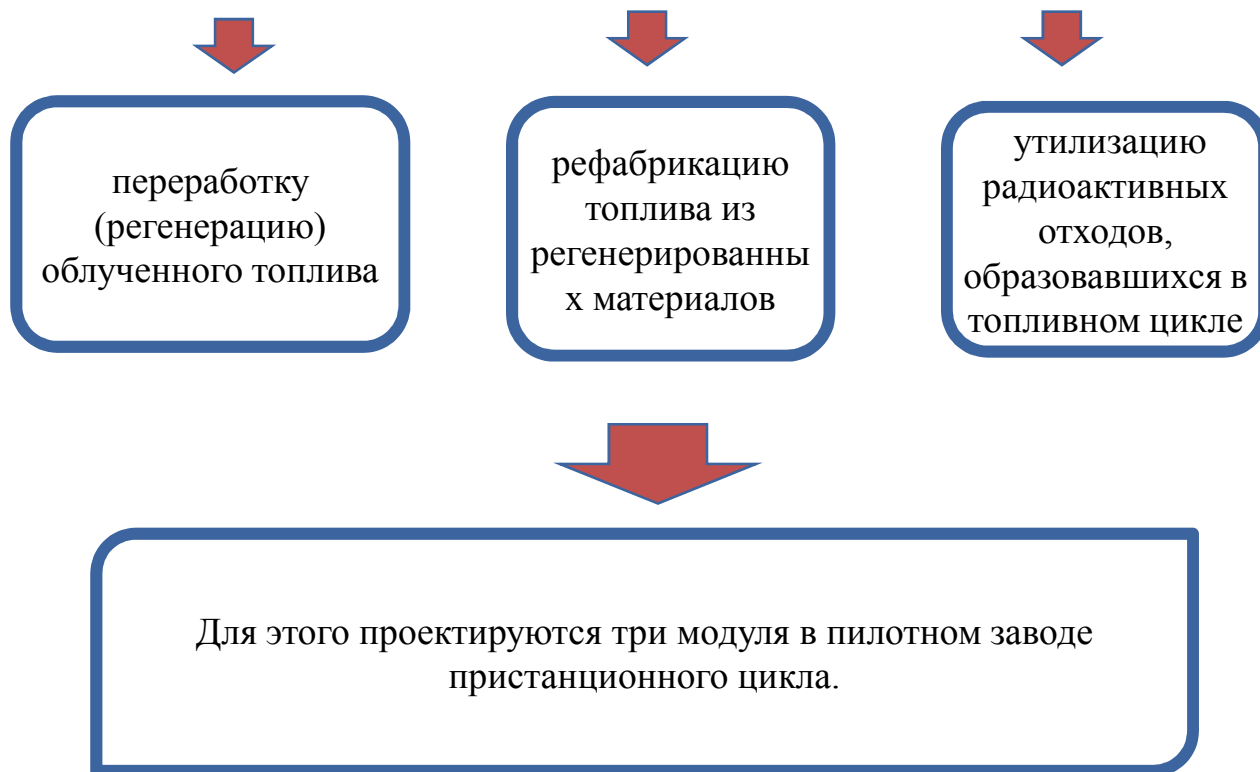 переработку
(регенерацию)
облученного топлива
рефабрикацию
топлива из
регенерированны
х материалов
утилизацию
радиоактивных
отходов,
образовавшихся в
топливном цикле
Для этого проектируются три модуля в пилотном заводе
пристанционного цикла.